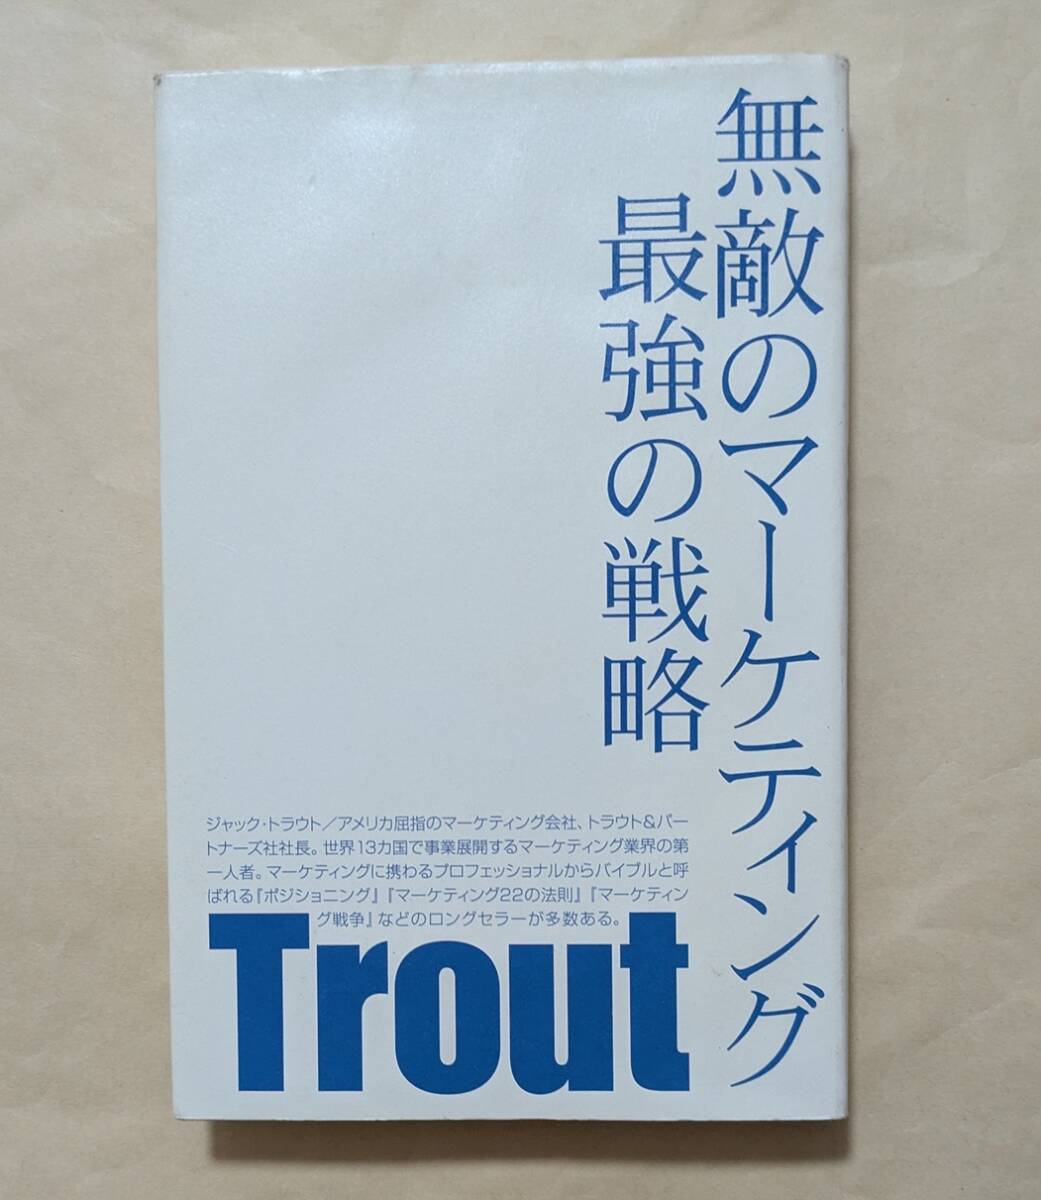 無敵のマーケティング
最強の戦略
ジャック・トラウト／アメリカ屈指のマーケティング会社、トラウト&パー
トナーズ社社長。世界13カ国で事業展開するマーケティング業界の第
一人者。マーケティングに携わるプロフェッショナルからバイブルと呼
ばれる『ポジショニング』『マーケティング22の法則』『マーケティン
グ戦争』などのロングセラーが多数ある。
Trout